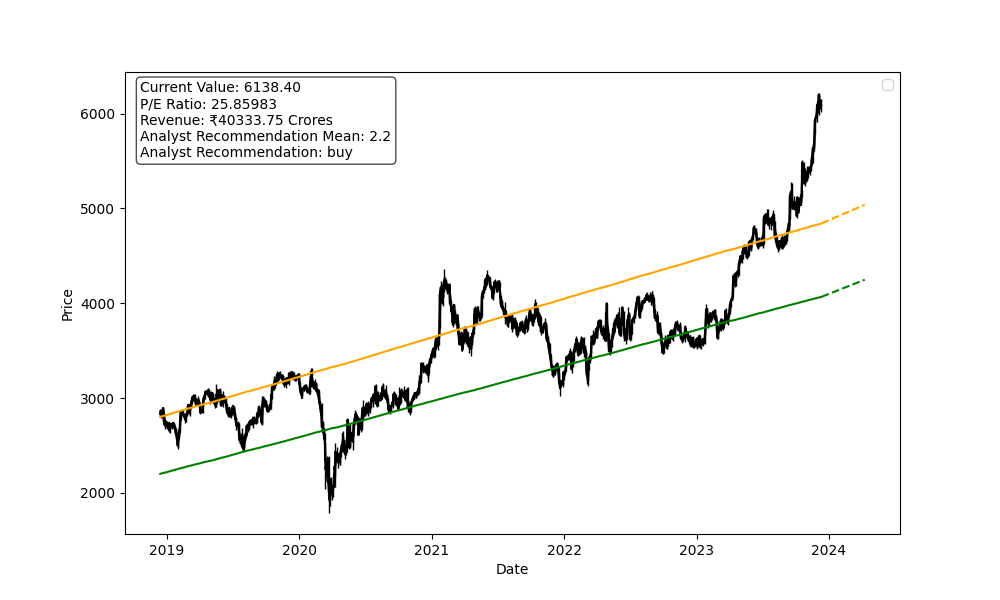 Current Value: 6138.40
P/E Ratio: 25.85983
Revenue: ₹40333.75 Crores
Analyst Recommendation Mean: 2.2
Analyst Recommendation: buy
6000
5000
4000
3000
2000
Price
2019 2020 2021 2022 2023 2024
Date